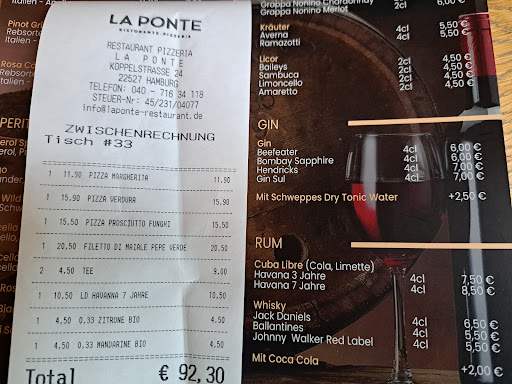 LA PONTE
RISTORANTE-PIZZERIA
RESTAURANT PIZZERIA
LA PONTE
KOPPELSTRASSE 24
22527 HAMBURG
TELEFON: 040 - 716 34 118
STEUER-Nr: 45/231/04077
info@laponte-restaurant.de
ZWISCHENRECHNUNG
Tisch #33
1 11,90 PIZZA MARGHERITA 11,90
1 15,90 PIZZA VERDURA 15,90
1 15,50 PIZZA PROSCIUTTO FUNGHI 15,50
1 20,50 FILETTO DI MAIALE PEPE VERDE 20,50
2 4,50 TEE 9,00
1 10,50 LD HAVANNA 7 JAHRE 10,50
1 4,50 0,33 ZITRONE BIO 4,50
1 4,50 0,33 MANDARINE BIO 4,50
Total € 92,30
Pinot Gri
Rebsorte
Italien - A
Rosa Ca
Rebsort
Italien
Grappa Nonino Chardonnay 2cl 6,00 €
Grappa Nonino Merlot 2cl
Kräuter
Averna 4cl 5,50 €
Ramazotti 4cl 5,50 €
Licor
Baileys 2cl 4,50 €
Sambuca 2cl 4,50 €
Limoncello 2cl 4,50 €
Amaretto 2cl 4,50 €
GIN
Gin
Beefeater 4cl 6,00 €
Bombay Sapphire 4cl 6,00 €
Hendricks 4cl 7,00 €
Gin Sul 4cl 7,00 €
Mit Schweppes Dry Tonic Water +2,50 €
RUM
Cuba Libre (Cola, Limette)
Havana 3 Jahre 4cl 7,50 €
Havana 7 Jahre 4cl 8,50 €
Whisky
Jack Daniels 4cl 6,50 €
Ballantines 4cl 5,50 €
Johnny Walker Red Label 4cl 5,50 €
Mit Coca Cola +2,00 €